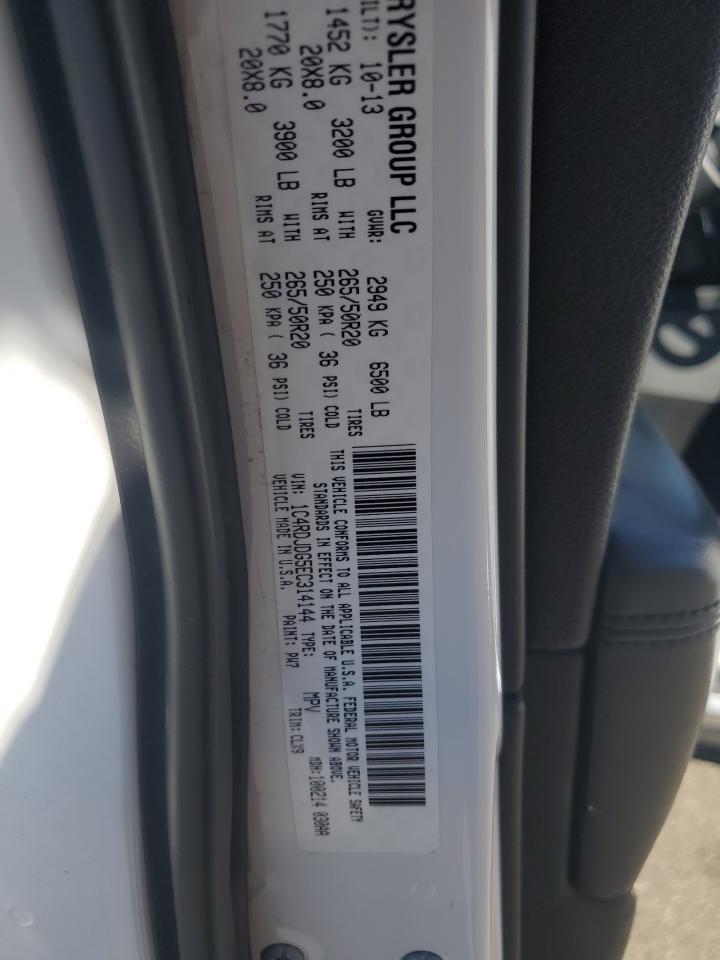 RYSLER GROUP LLC
ILT): 10-13 GVWR: 2949 KG 6500 LB
1452 KG 3200 LB WITH 265/50R20 TIRES
20X8.0 RIMS AT 250 KPA ( 36 PSI) COLD
1770 KG 3900 LB WITH 265/50R20 TIRES
20X8.0 RIMS AT 250 KPA ( 36 PSI) COLD
THIS VEHICLE CONFORMS TO ALL APPLICABLE U.S.A. FEDERAL MOTOR VEHICLE SAFETY
STANDARDS IN EFFECT ON THE DATE OF MANUFACTURE SHOWN ABOVE.
VIN: 1C4RDJDG5EC314144 TYPE: MPV MDH:100214 030AA
VEHICLE MADE IN U.S.A. PAINT: PW7 TRIM: CLX9